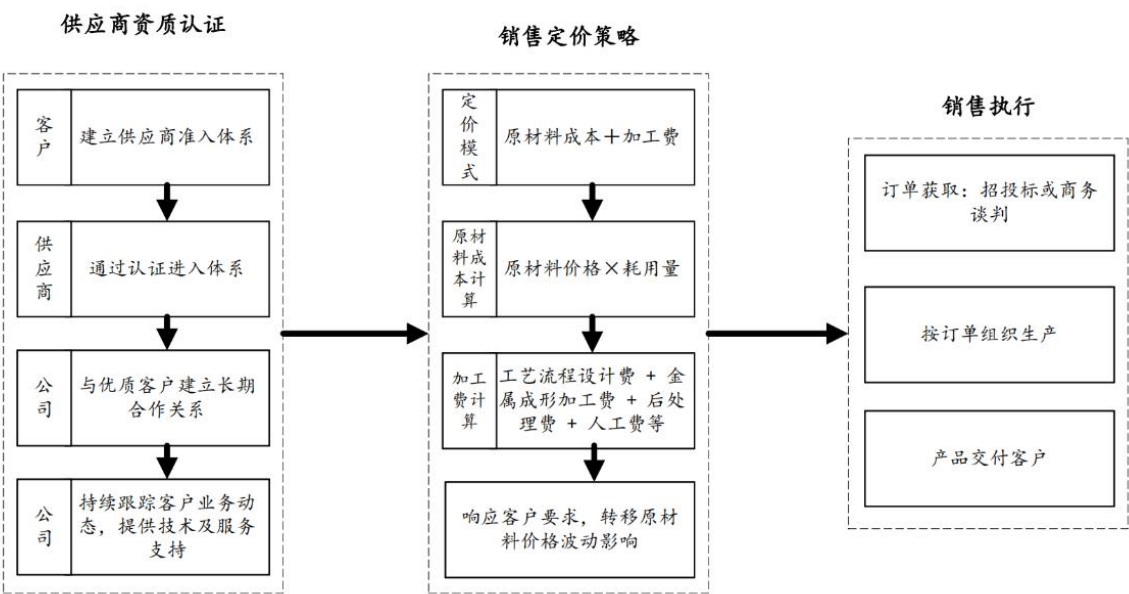 供应商资质认证
客户
建立供应商准入体系
供应商
通过认证进入体系
公司
与优质客户建立长期
合作关系
公司
持续跟踪客户业务动
态，提供技术及服务
支持
销售定价策略
定价模式
原材料成本＋加工费
原材
料成
本计
算
原材料价格×耗用量
加工
费计
算
工艺流程设计费 + 金
属成形加工费 + 后处
理费 + 人工费等
响应客户要求，转移原材
料价格波动影响
销售执行
订单获取：招投标或商务
谈判
按订单组织生产
产品交付客户